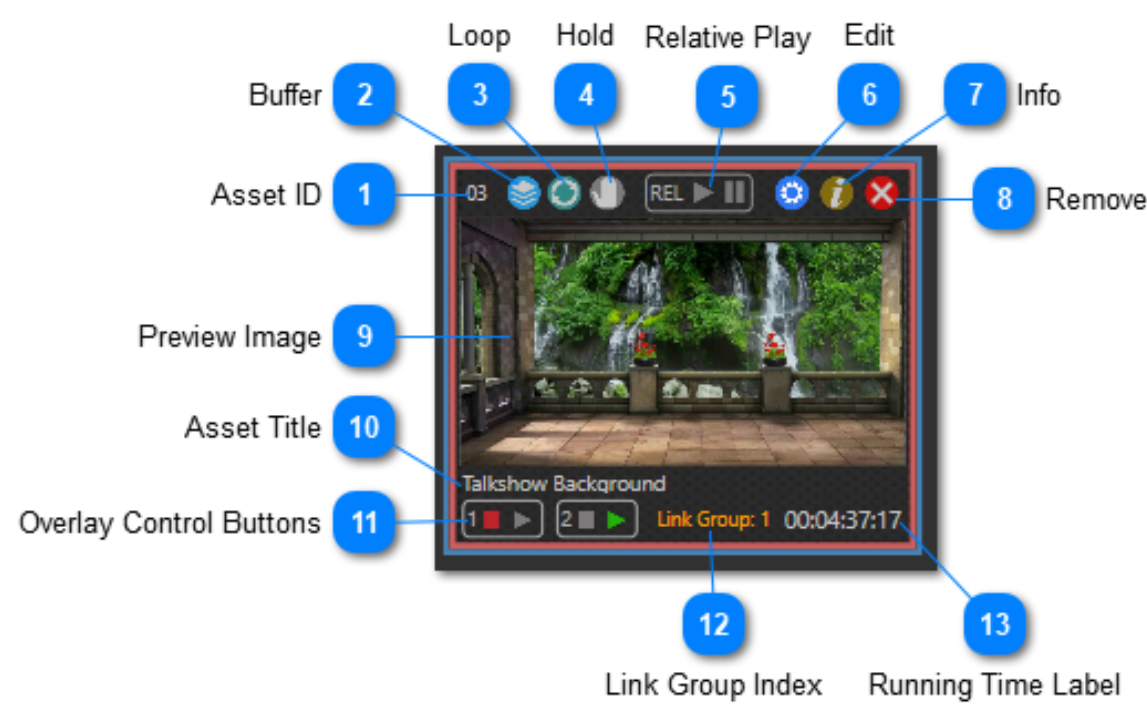 Loop Hold Relative Play Edit
Buffer 2 3 4 5 6 7 Info
Asset ID 1 03 REL i 8 Remove
Preview Image 9
Asset Title 10
Talkshow Background
Overlay Control Buttons 11 1 2 Link Group: 1 00:04:37:17
12 13
Link Group Index Running Time Label